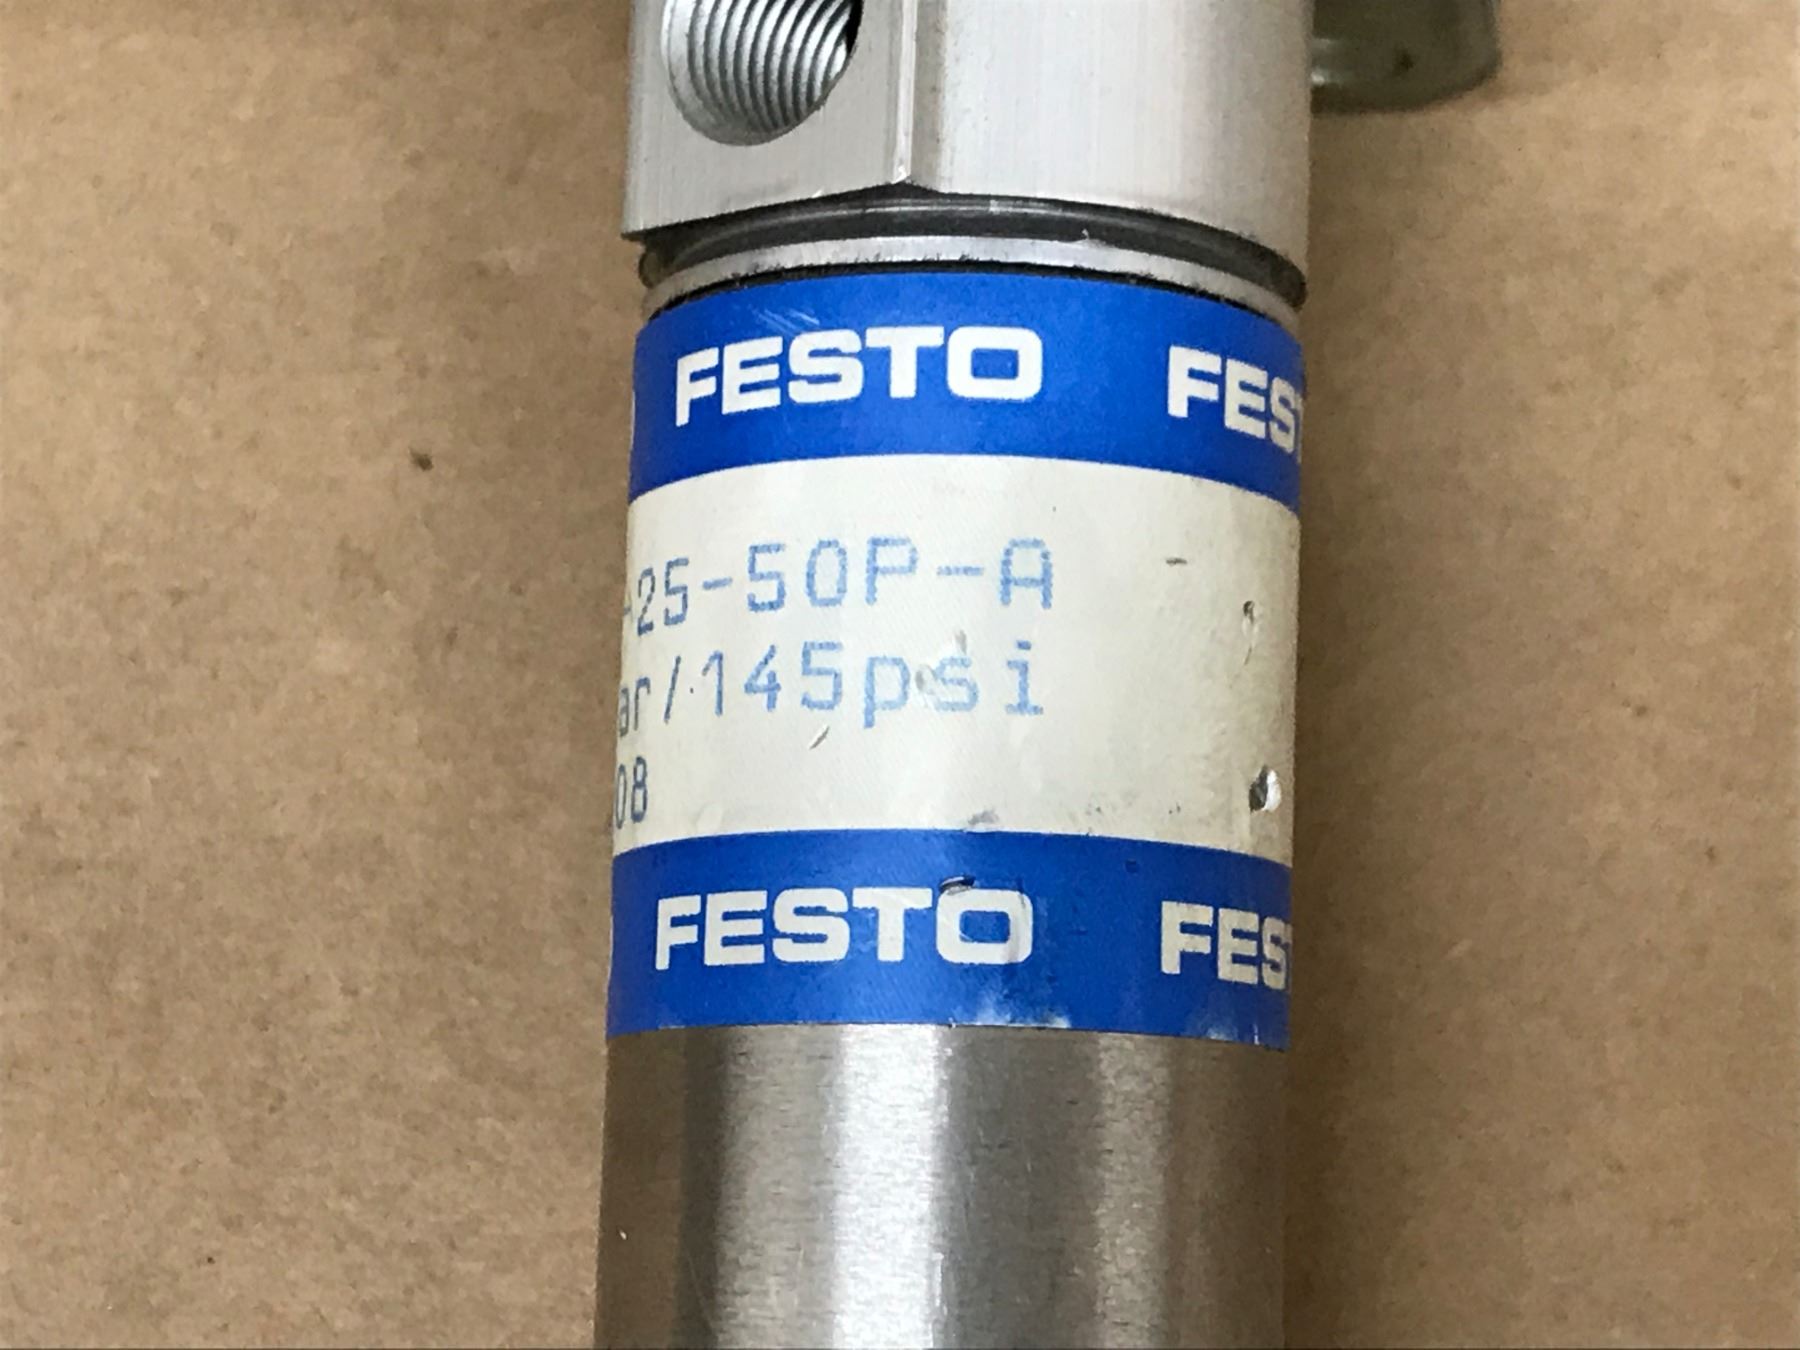 FESTO FES
-25-50P-A
ar/145psi
08
FESTO FES